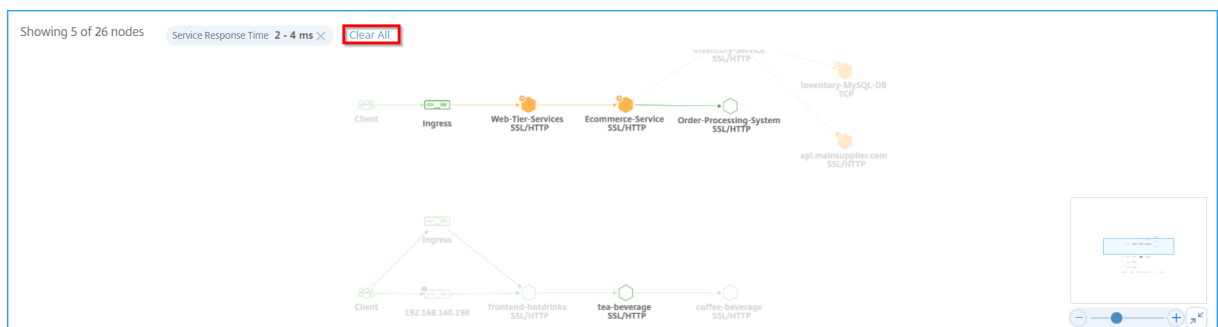 Showing 5 of 26 nodes
Service Response Time 2 - 4 ms ×
Clear All
Inventory-Service
SSL/HTTP
Inventory-MySQL-DB
TCP
Client
Ingress
Web-Tier-Services
SSL/HTTP
Ecommerce-Service
SSL/HTTP
Order-Processing-System
SSL/HTTP
api.mainsupplier.com
SSL/HTTP
Ingress
Client
192.168.140.198
frontend-hotdrinks
SSL/HTTP
tea-beverage
SSL/HTTP
coffee-beverage
SSL/HTTP